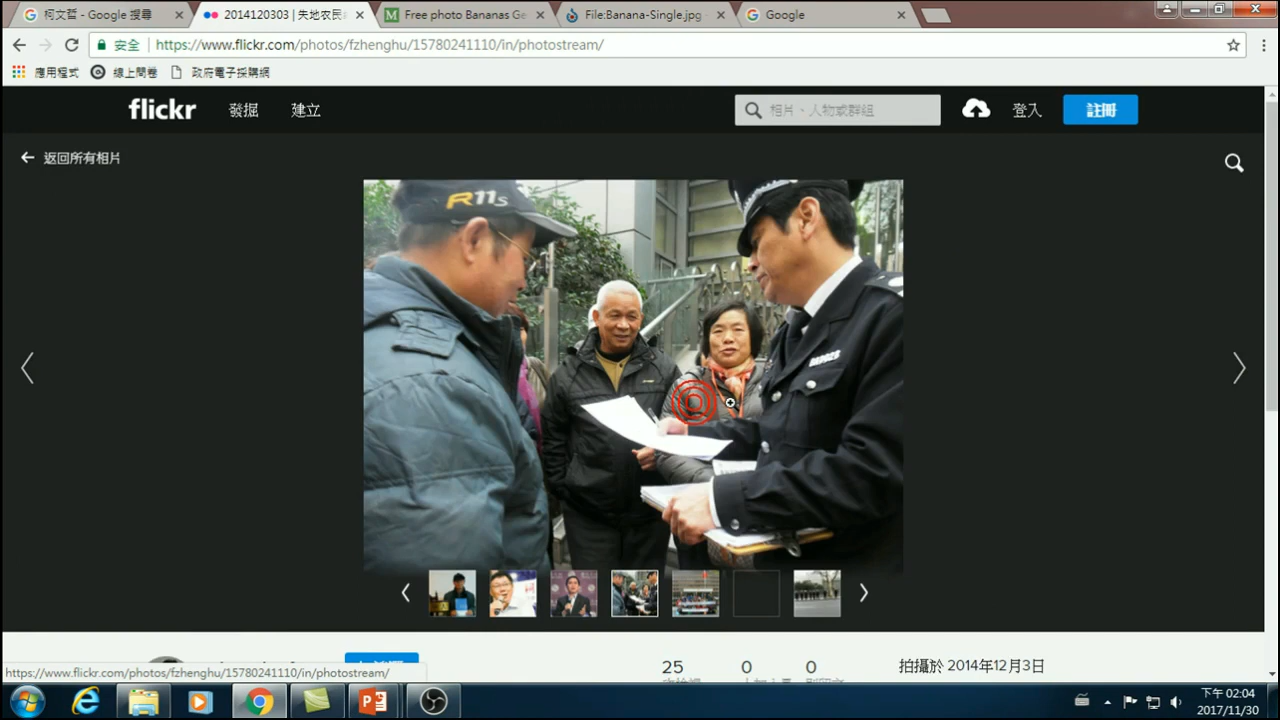 柯文哲 - Google 搜尋
2014120303 | 失地农民
Free photo Bananas Ge
File:Banana-Single.jpg -
Google
安全
https://www.flickr.com/photos/fzhenghu/15780241110/in/photostream/
應用程式
線上問卷
政府電子採購網
flickr
發掘
建立
相片、人物或群組
登入
註冊
返回所有相片
R11s
25
0
0
拍攝於 2014年12月3日
https://www.flickr.com/photos/fzhenghu/15780241110/in/photostream/
下午 02:04
2017/11/30